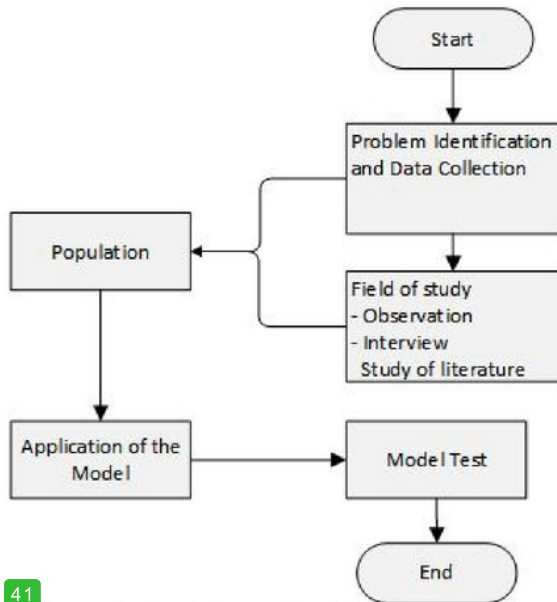 Start
Problem Identification
and Data Collection
Population
Field of study
- Observation
- Interview
Study of literature
Application of the
Model
Model Test
End
41